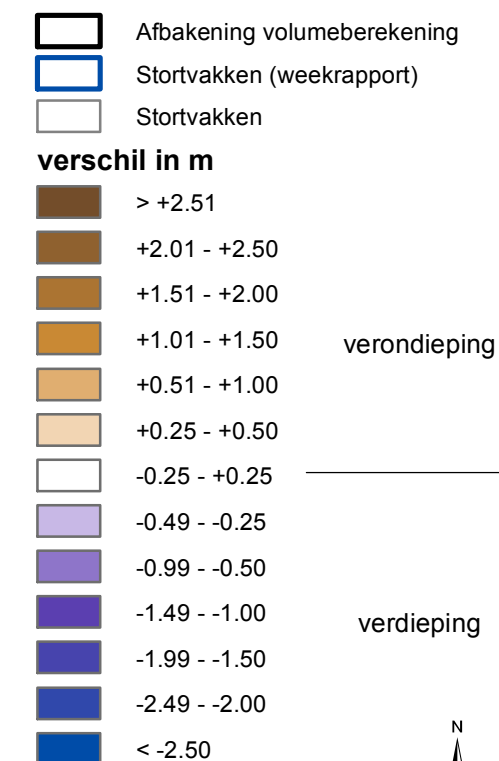 Afbakening volumeberekening
Stortvakken (weekrapport)
Stortvakken
verschil in m
> +2.51
+2.01 - +2.50
+1.51 - +2.00
+1.01 - +1.50
verondieping
+0.51 - +1.00
+0.25 - +0.50
-0.25 - +0.25
-0.49 - -0.25
-0.99 - -0.50
-1.49 - -1.00
verdieping
-1.99 - -1.50
-2.49 - -2.00
N
< -2.50